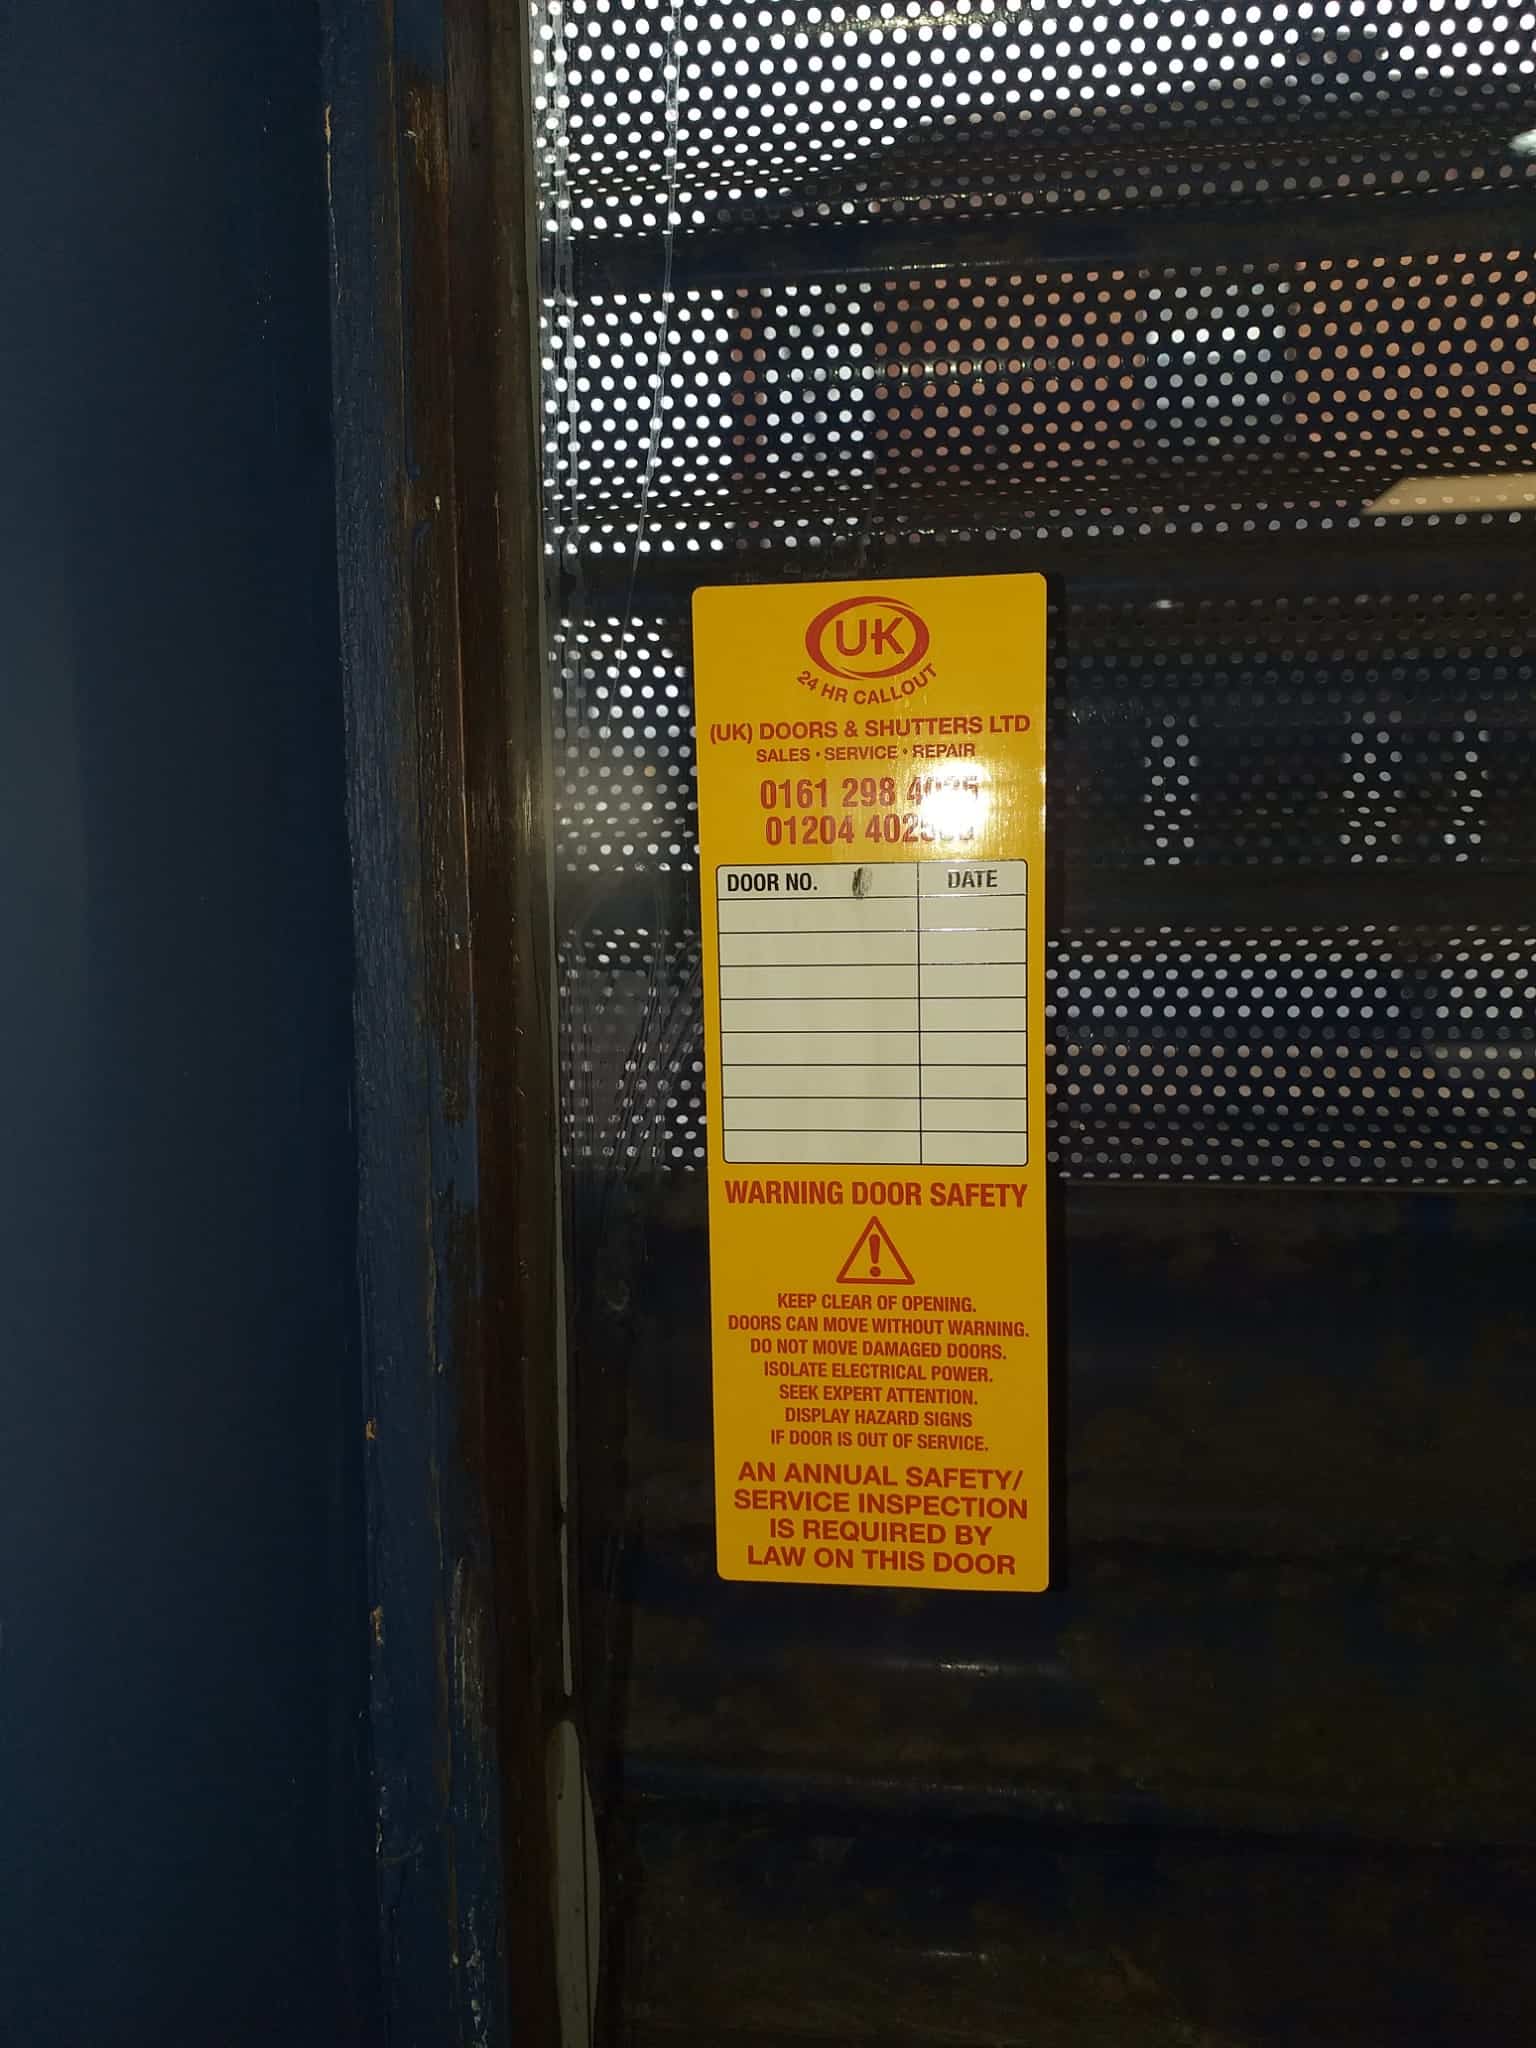 UK
24 HR CALLOUT
(UK) DOORS & SHUTTERS LTD
SALES • SERVICE • REPAIR
0161 298
01204
DOOR NO. DATE
WARNING DOOR SAFETY
KEEP CLEAR OF OPENING.
DOORS CAN MOVE WITHOUT WARNING.
DO NOT MOVE DAMAGED DOORS.
ISOLATE ELECTRICAL POWER.
SEEK EXPERT ATTENTION.
DISPLAY HAZARD SIGNS
IF DOOR IS OUT OF SERVICE.
AN ANNUAL SAFETY/
SERVICE INSPECTION
IS REQUIRED BY
LAW ON THIS DOOR